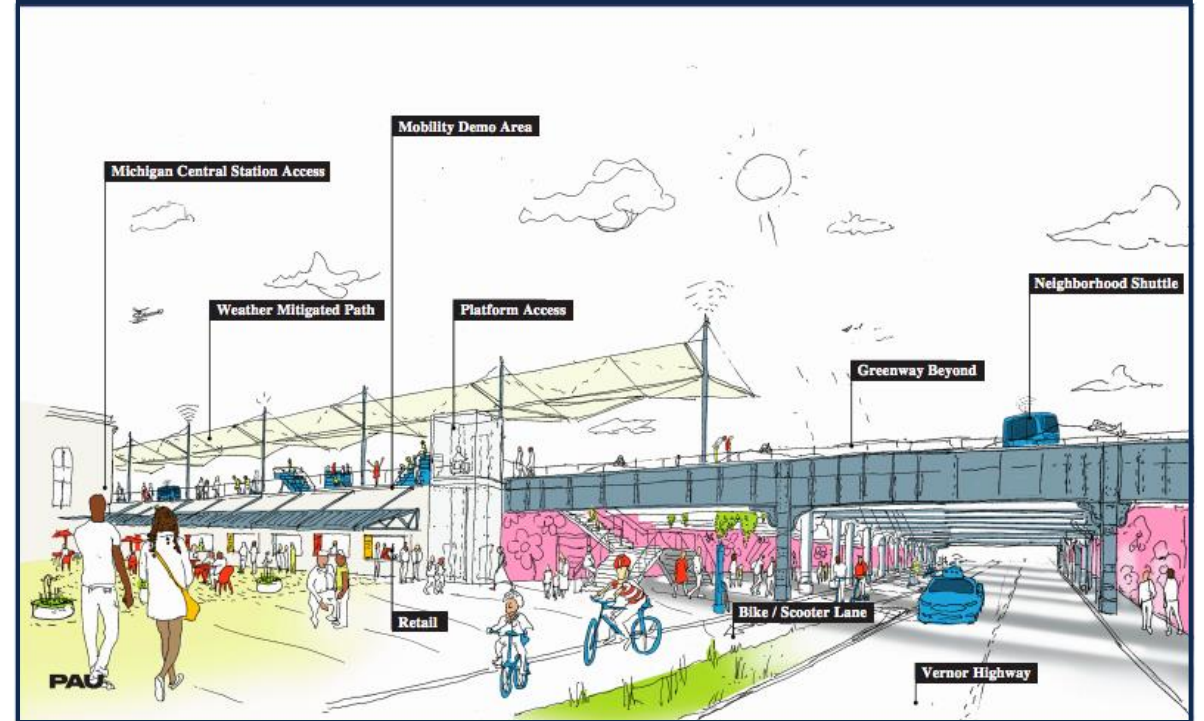 Mobility Demo Area
Michigan Central Station Access
Neighborhood Shuttle
Weather Mitigated Path
Platform Access
Greenway Beyond
Bike / Scooter Lane
Retail
Vernor Highway
PAU